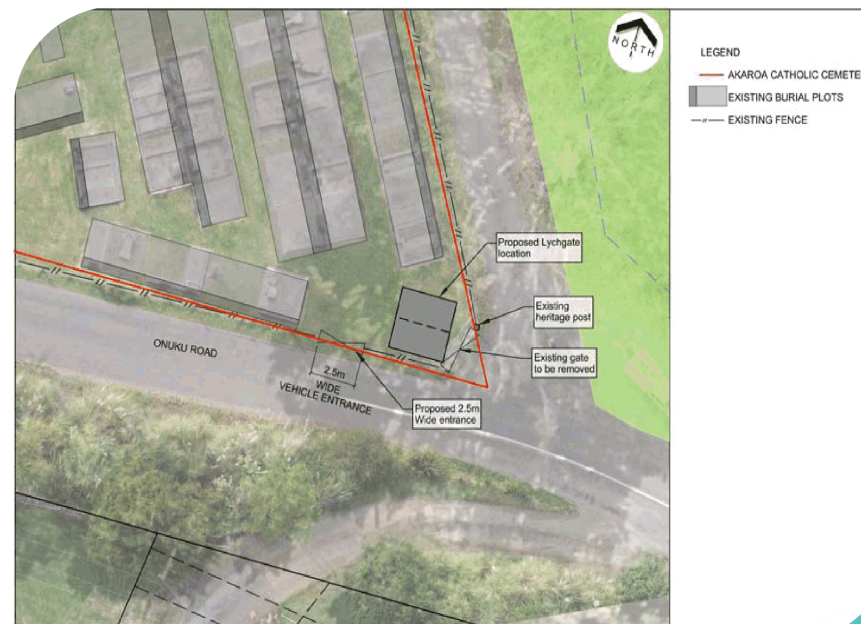 NORTH
LEGEND
AKAROA CATHOLIC CEMETE
EXISTING BURIAL PLOTS
EXISTING FENCE
Proposed Lychgate
location
Existing
heritage post
Existing gate
to be removed
ONUKU ROAD
2.5m
WIDE
VEHICLE ENTRANCE
Proposed 2.5m
Wide entrance